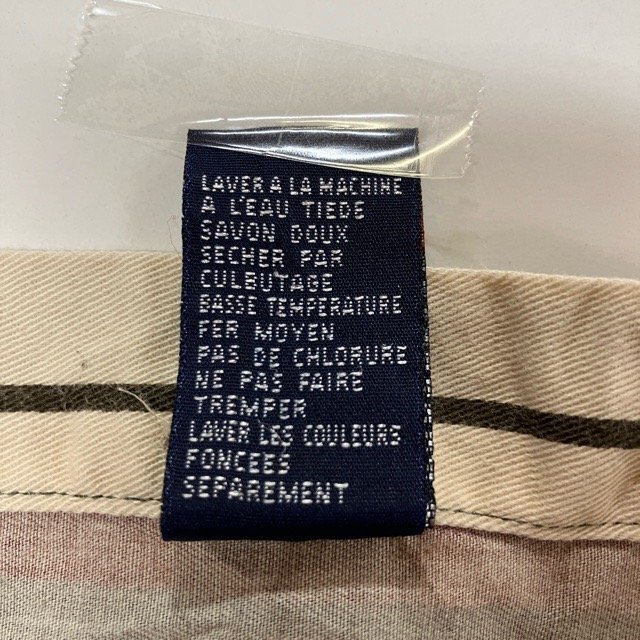 LAVER A LA MACHINE
A L'EAU TIEDE
SAVON DOUX
SECHER PAR
CULBUTAGE
BASSE TEMPERATURE
FER MOYEN
PAS DE CHLORURE
NE PAS FAIRE
TREMPER
LAVER LES COULEURS
FONCEES
SEPAREMENT